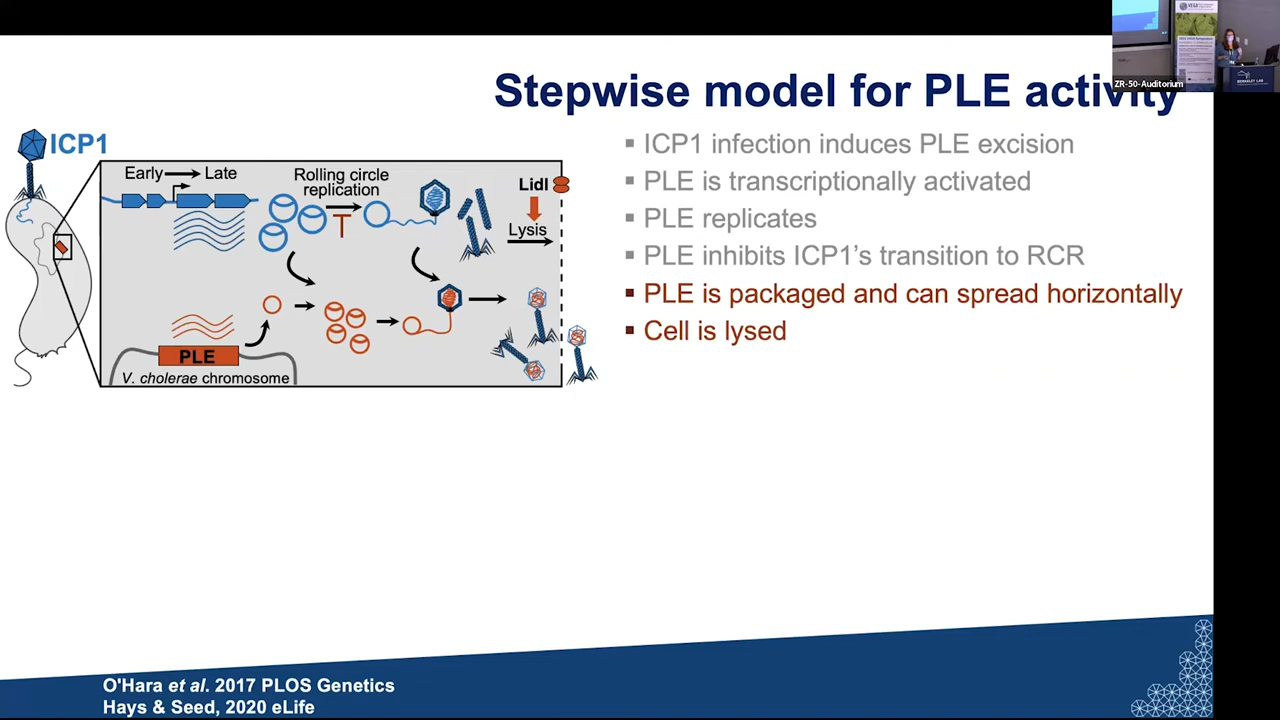 Stepwise model for PLE activity
ZR-50-Auditorium
BERKELEY LAB
ICP1
Early
Late
Rolling circle
replication
Lidl
Lysis
PLE
V. cholerae chromosome
▪ ICP1 infection induces PLE excision
▪ PLE is transcriptionally activated
▪ PLE replicates
▪ PLE inhibits ICP1’s transition to RCR
▪ PLE is packaged and can spread horizontally
▪ Cell is lysed
O'Hara et al. 2017 PLOS Genetics
Hays & Seed, 2020 eLife